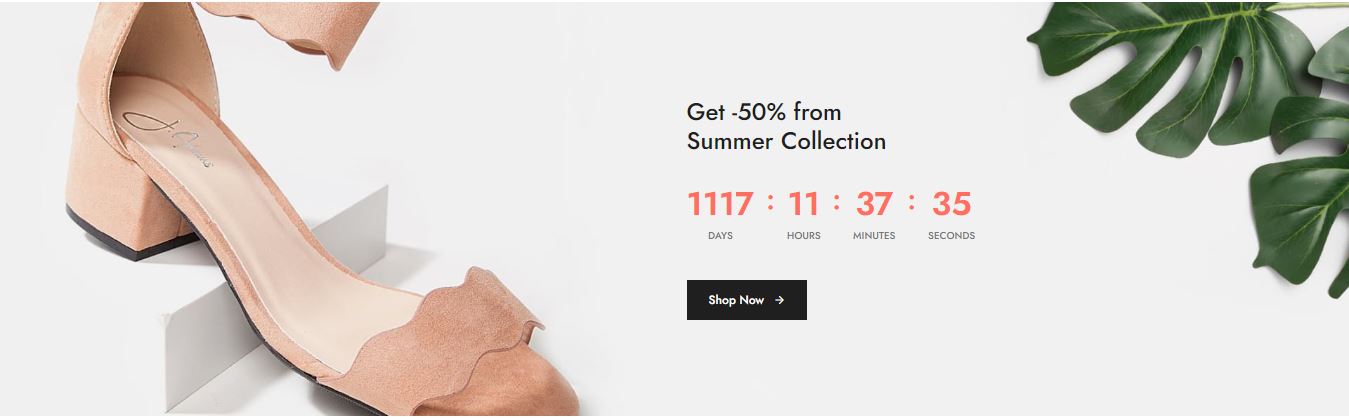 Get -50% from
Summer Collection
1117 : 11 : 37 : 35
DAYS HOURS MINUTES SECONDS
Shop Now →